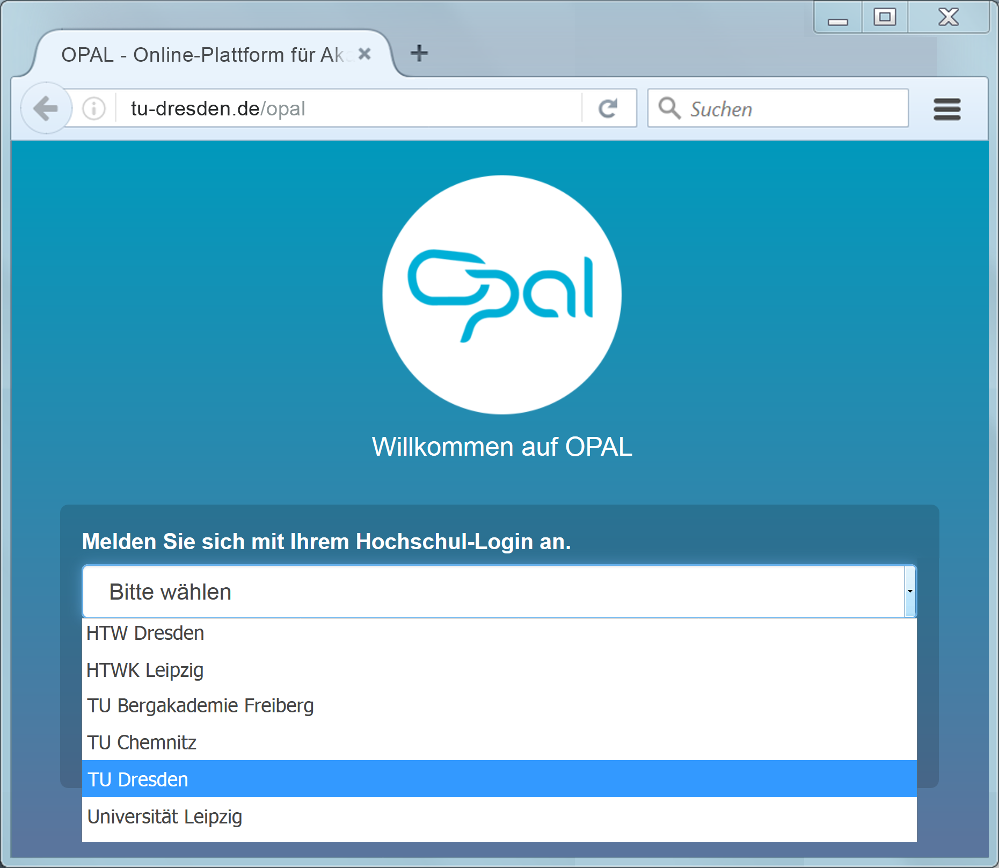 OPAL - Online-Plattform für Aka
tu-dresden.de/opal
Suchen
opal
Willkommen auf OPAL
Melden Sie sich mit Ihrem Hochschul-Login an.
Bitte wählen
HTW Dresden
HTWK Leipzig
TU Bergakademie Freiberg
TU Chemnitz
TU Dresden
Universität Leipzig